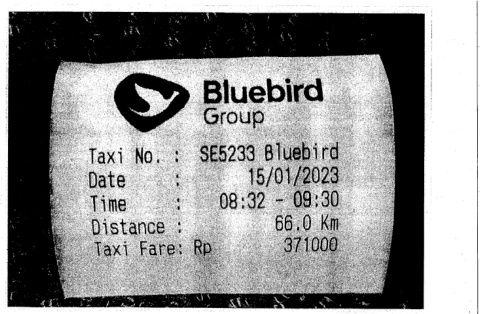 Bluebird
Group
Taxi No. : SE5233 Bluebird
Date : 15/01/2023
Time : 08:32 - 09:30
Distance : 66.0 Km
Taxi Fare: Rp 371000